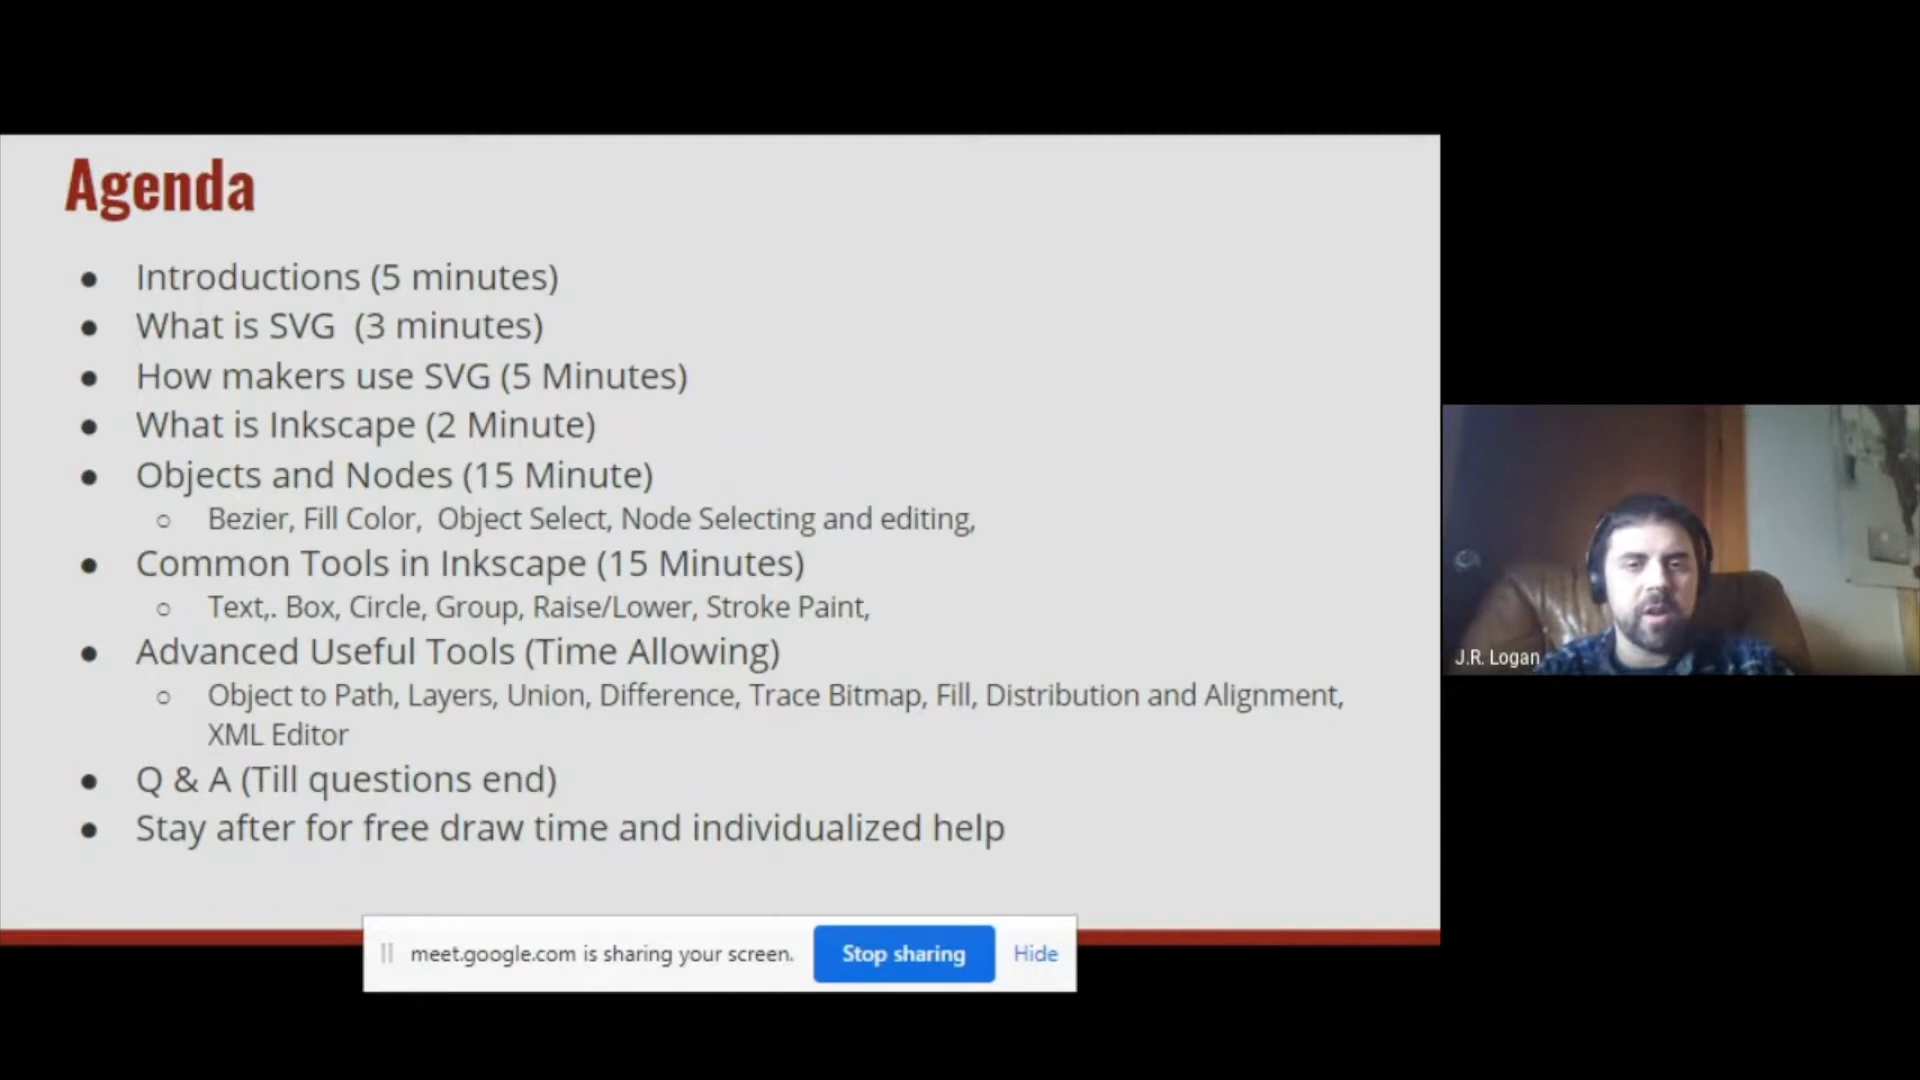 Agenda
● Introductions (5 minutes)
● What is SVG  (3 minutes)
● How makers use SVG (5 Minutes)
● What is Inkscape (2 Minute)
● Objects and Nodes (15 Minute)
○ Bezier, Fill Color,  Object Select, Node Selecting and editing,
● Common Tools in Inkscape (15 Minutes)
○ Text,. Box, Circle, Group, Raise/Lower, Stroke Paint,
● Advanced Useful Tools (Time Allowing)
○ Object to Path, Layers, Union, Difference, Trace Bitmap, Fill, Distribution and Alignment,
XML Editor
● Q & A (Till questions end)
● Stay after for free draw time and individualized help
meet.google.com is sharing your screen. Stop sharing Hide
J.R. Logan